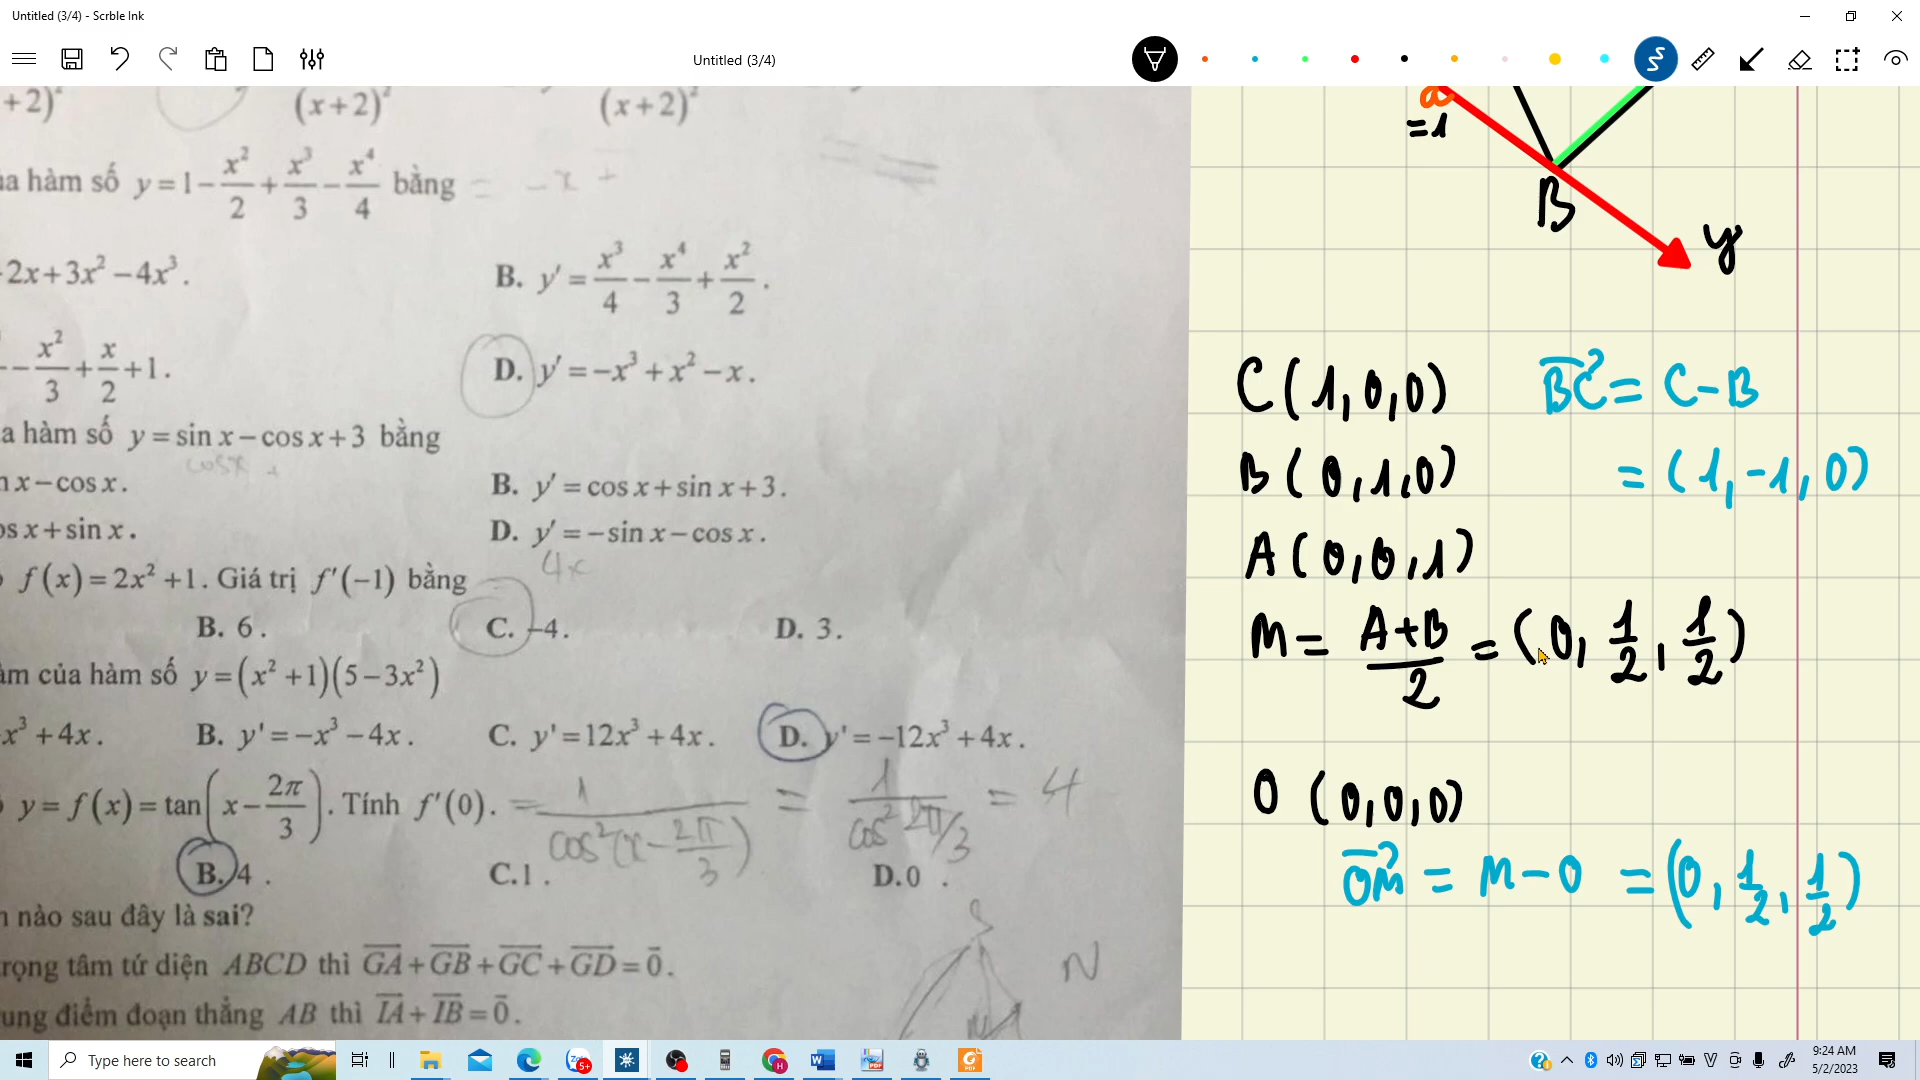 Untitled (3/4) - Scrble Ink
Untitled (3/4)
+2)² (x+2)² (x+2)²
hàm số y = 1 − x²/2 + x³/3 − x⁴/4 bằng = −x +
2x+3x²−4x³.
B. y′ = x³/4 − x⁴/3 + x²/2 .
− x²/3 + x/2 + 1.
D. y′ = −x³ + x² − x.
hàm số y = sin x − cos x + 3 bằng
cosx +
x − cos x.
B. y′ = cos x + sin x + 3.
x + sin x.
D. y′ = −sin x − cos x.
4x
f(x) = 2x² + 1. Giá trị f′(−1) bằng
B. 6. C. −4. D. 3.
của hàm số y = (x² + 1)(5 − 3x²)
x³ + 4x. B. y' = −x³ − 4x. C. y' = 12x³ + 4x. D. y' = −12x³ + 4x.
y = f(x) = tan(x − 2π/3). Tính f′(0). = 1/cos²(x − 2π/3) = 1/cos² 2π/3 = 4
B. 4 . C.1 . D.0 .
nào sau đây là sai?
S
trọng tâm tứ diện ABCD thì GA⃗ + GB⃗ + GC⃗ + GD⃗ = 0⃗.
N
điểm đoạn thẳng AB thì IA⃗ + IB⃗ = 0⃗.
a
=1
B
y
C(1,0,0) BC⃗ = C−B
B(0,1,0) = (1,−1,0)
A(0,0,1)
M = A+B/2 = (0, 1/2, 1/2)
O (0,0,0)
OM⃗ = M−O = (0, 1/2, 1/2)
Type here to search
5+
9:24 AM
5/2/2023